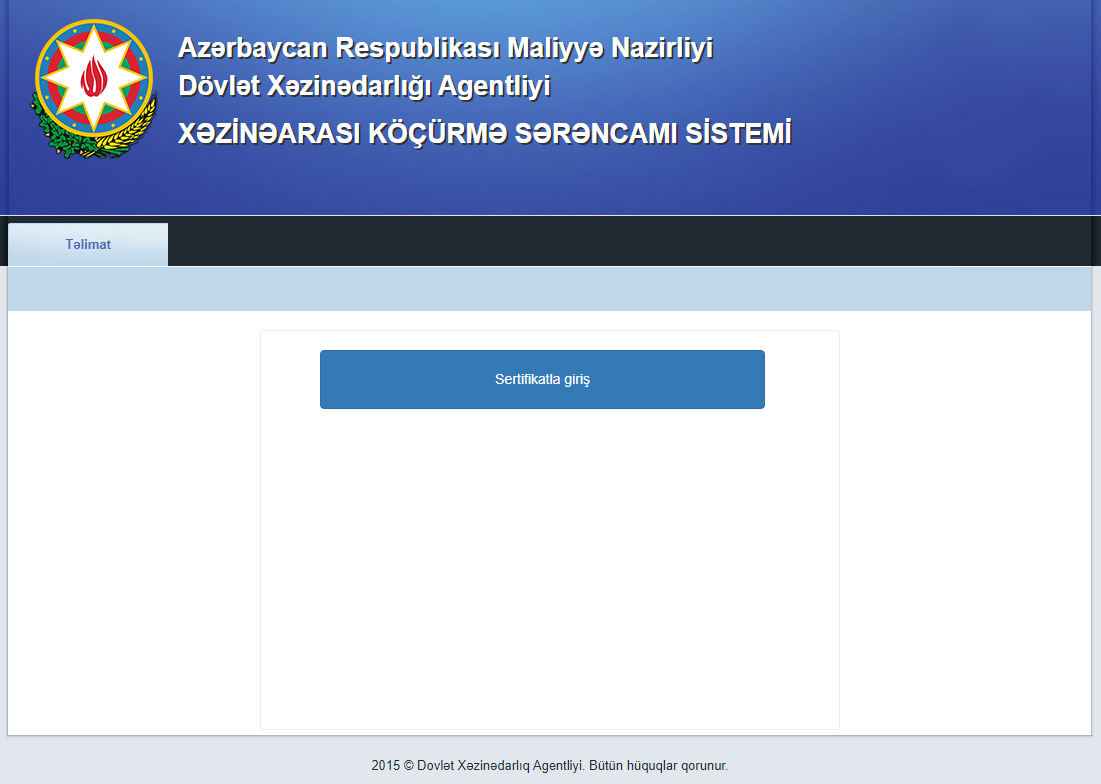 Azərbaycan Respublikası Maliyyə Nazirliyi
Dövlət Xəzinədarlığı Agentliyi
XƏZİNƏARASI KÖÇÜRMƏ SƏRƏNCAMI SİSTEMİ
Təlimat
Sertifikatla giriş
2015 © Dovlət Xəzinədarlıq Agentliyi. Bütün hüquqlar qorunur.